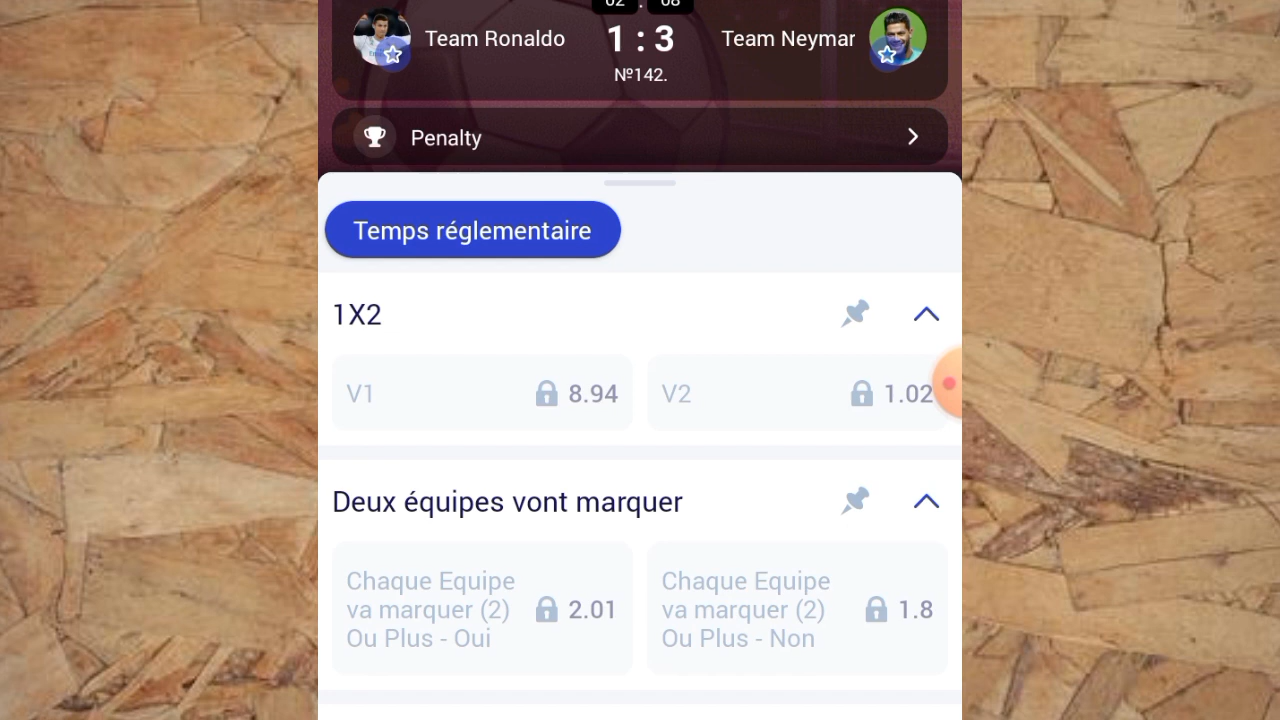 02 : 08
Team Ronaldo 1 : 3 Team Neymar
№142.
Penalty
Temps réglementaire
1X2
V1 8.94 V2 1.02
Deux équipes vont marquer
Chaque Equipe
va marquer (2)
Ou Plus - Oui
2.01
Chaque Equipe
va marquer (2)
Ou Plus - Non
1.8